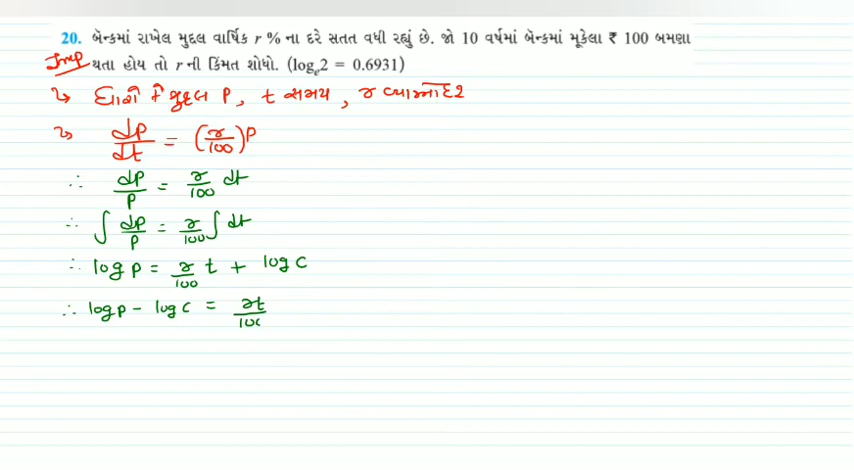 20. બૅન્કમાં રાખેલ મુદ્દલ વાર્ષિક r % ના દરે સતત વધી રહ્યું છે. જો 10 વર્ષમાં બૅન્કમાં મૂકેલા ₹ 100 બમણા
Imp થતા હોય તો r ની કિંમત શોધો. (logₑ2 = 0.6931)
ધારો કે મુદ્દલ P, t સમય, r વ્યાજનો દર
dp/dt = (r/100)P
∴ dp/P = r/100 dt
∴ ∫ dp/P = r/100 ∫ dt
∴ log P = r/100 t + log c
∴ log P - log c = rt/100